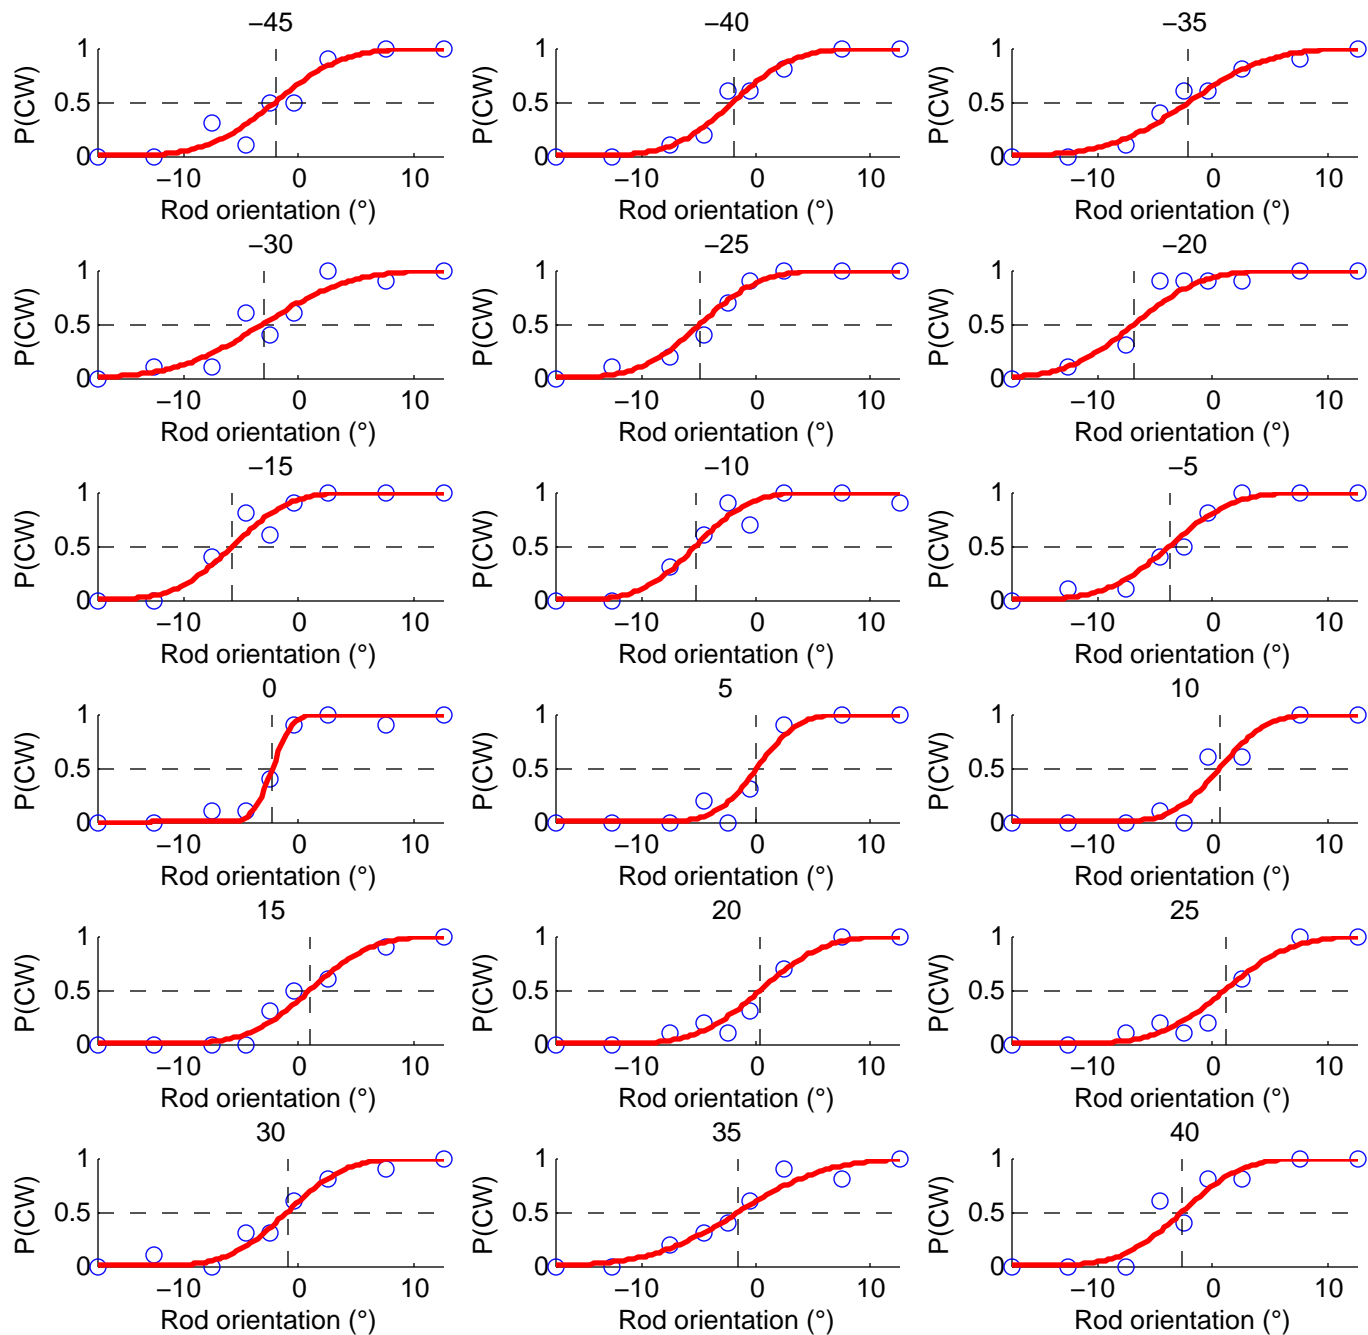 −45 −40 −35
1 1 1
P(CW) 0.5 P(CW) 0.5 P(CW) 0.5
0 0 0
−10 0 10 −10 0 10 −10 0 10
Rod orientation (°) Rod orientation (°) Rod orientation (°)
−30 −25 −20
1 1 1
P(CW) 0.5 P(CW) 0.5 P(CW) 0.5
0 0 0
−10 0 10 −10 0 10 −10 0 10
Rod orientation (°) Rod orientation (°) Rod orientation (°)
−15 −10 −5
1 1 1
P(CW) 0.5 P(CW) 0.5 P(CW) 0.5
0 0 0
−10 0 10 −10 0 10 −10 0 10
Rod orientation (°) Rod orientation (°) Rod orientation (°)
0 5 10
1 1 1
P(CW) 0.5 P(CW) 0.5 P(CW) 0.5
0 0 0
−10 0 10 −10 0 10 −10 0 10
Rod orientation (°) Rod orientation (°) Rod orientation (°)
15 20 25
1 1 1
P(CW) 0.5 P(CW) 0.5 P(CW) 0.5
0 0 0
−10 0 10 −10 0 10 −10 0 10
Rod orientation (°) Rod orientation (°) Rod orientation (°)
30 35 40
1 1 1
P(CW) 0.5 P(CW) 0.5 P(CW) 0.5
0 0 0
−10 0 10 −10 0 10 −10 0 10
Rod orientation (°) Rod orientation (°) Rod orientation (°)